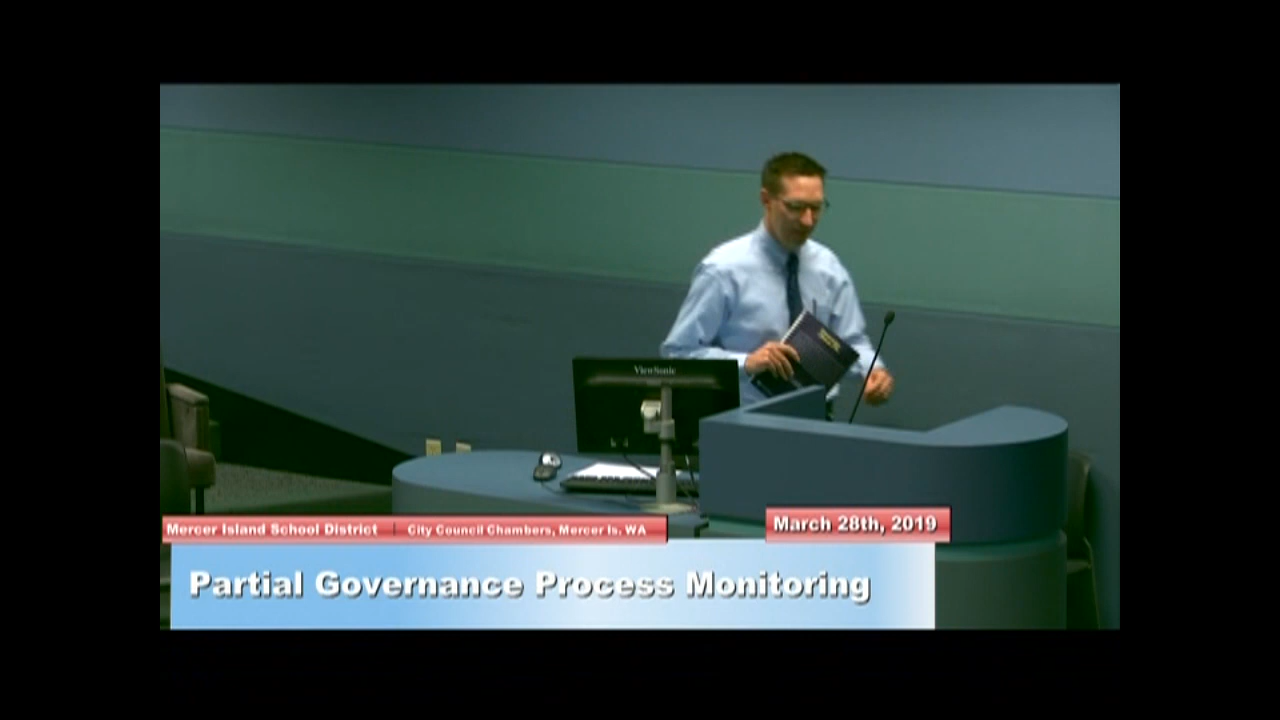 ViewSonic
Mercer Island School District | City Council Chambers, Mercer Is. WA
March 28th, 2019
Partial Governance Process Monitoring